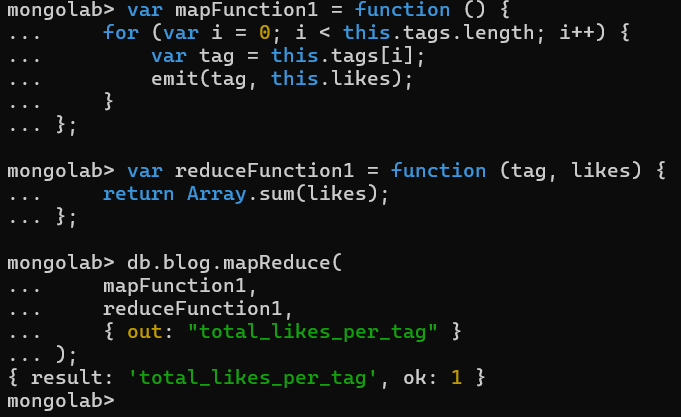 mongolab> var mapFunction1 = function () {
...     for (var i = 0; i < this.tags.length; i++) {
...         var tag = this.tags[i];
...         emit(tag, this.likes);
...     }
... };

mongolab> var reduceFunction1 = function (tag, likes) {
...     return Array.sum(likes);
... };

mongolab> db.blog.mapReduce(
...     mapFunction1,
...     reduceFunction1,
...     { out: "total_likes_per_tag" }
... );
{ result: 'total_likes_per_tag', ok: 1 }
mongolab>